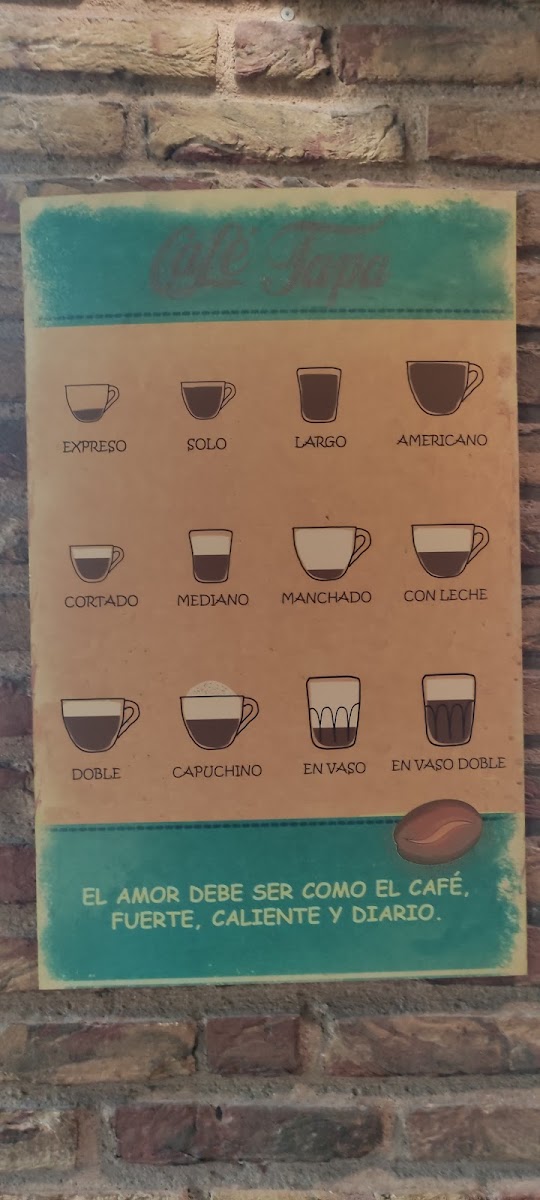 Café Tapa
EXPRESO SOLO LARGO AMERICANO
CORTADO MEDIANO MANCHADO CON LECHE
DOBLE CAPUCHINO EN VASO EN VASO DOBLE
EL AMOR DEBE SER COMO EL CAFÉ,
FUERTE, CALIENTE Y DIARIO.